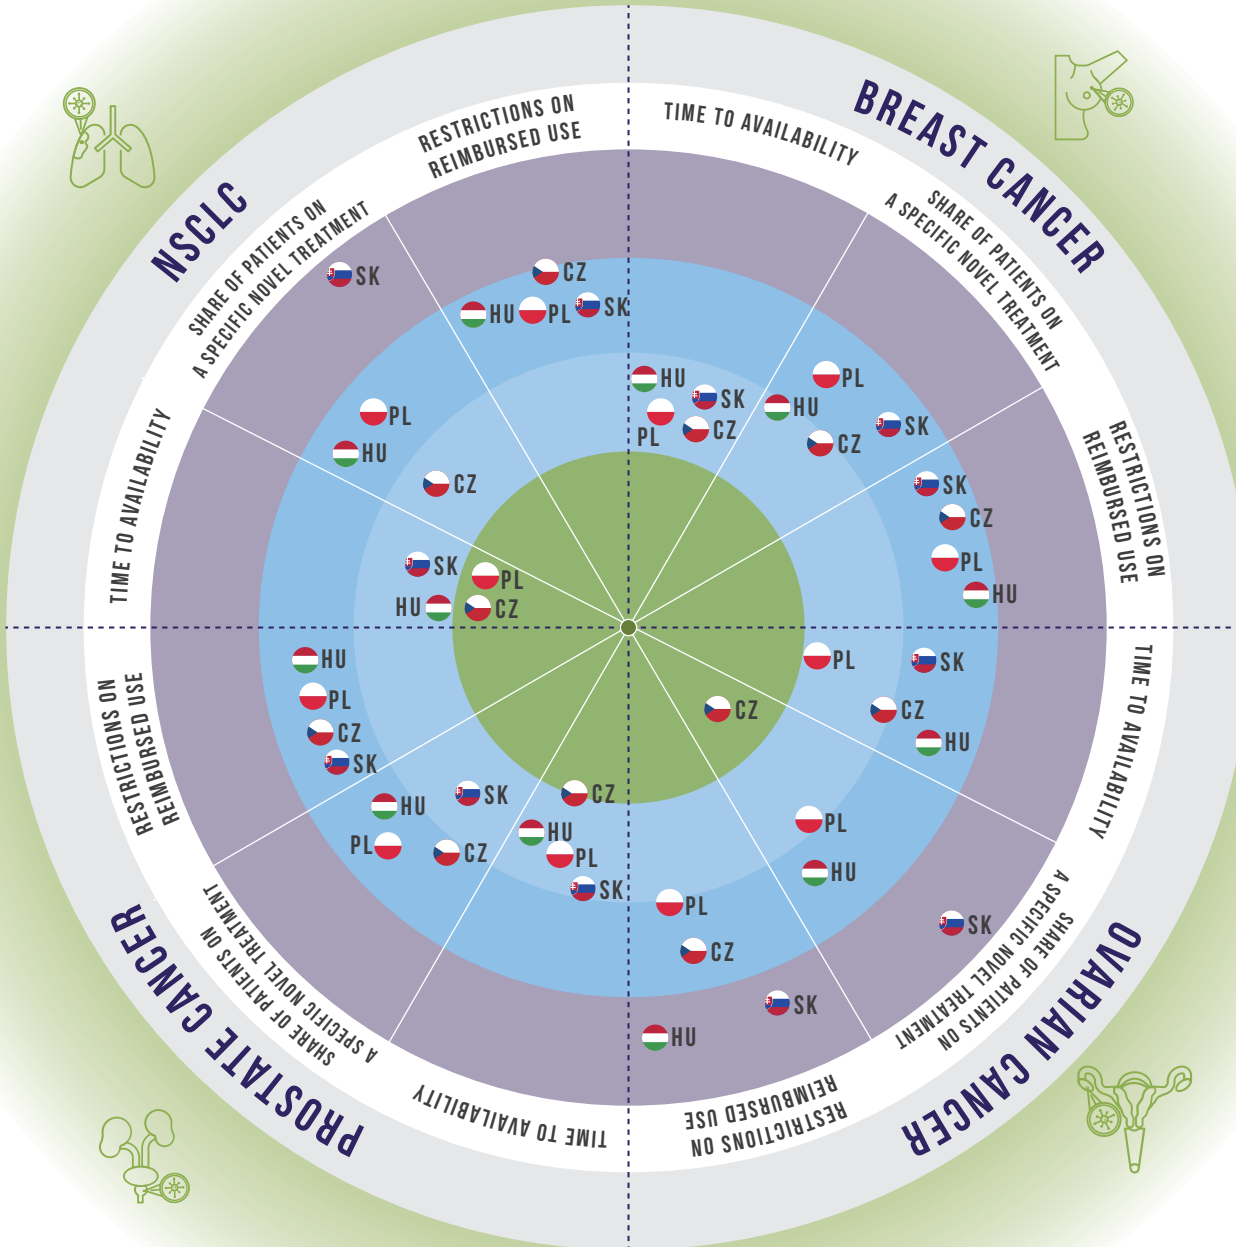 NSCLC
RESTRICTIONS ON
REIMBURSED USE
SHARE OF PATIENTS ON
A SPECIFIC NOVEL TREATMENT
TIME TO AVAILABILITY
CZ
HU
PL
SK
SK
PL
HU
CZ
SK
PL
HU
CZ
BREAST CANCER
TIME TO AVAILABILITY
SHARE OF PATIENTS ON
A SPECIFIC NOVEL TREATMENT
RESTRICTIONS ON
REIMBURSED USE
HU
SK
PL
CZ
PL
HU
SK
CZ
SK
CZ
PL
HU
OVARIAN CANCER
TIME TO AVAILABILITY
SHARE OF PATIENTS ON
A SPECIFIC NOVEL TREATMENT
RESTRICTIONS ON
REIMBURSED USE
PL
SK
CZ
HU
CZ
PL
HU
SK
PL
CZ
SK
HU
PROSTATE CANCER
TIME TO AVAILABILITY
SHARE OF PATIENTS ON
A SPECIFIC NOVEL TREATMENT
RESTRICTIONS ON
REIMBURSED USE
CZ
HU
PL
SK
SK
HU
PL
CZ
HU
PL
CZ
SK